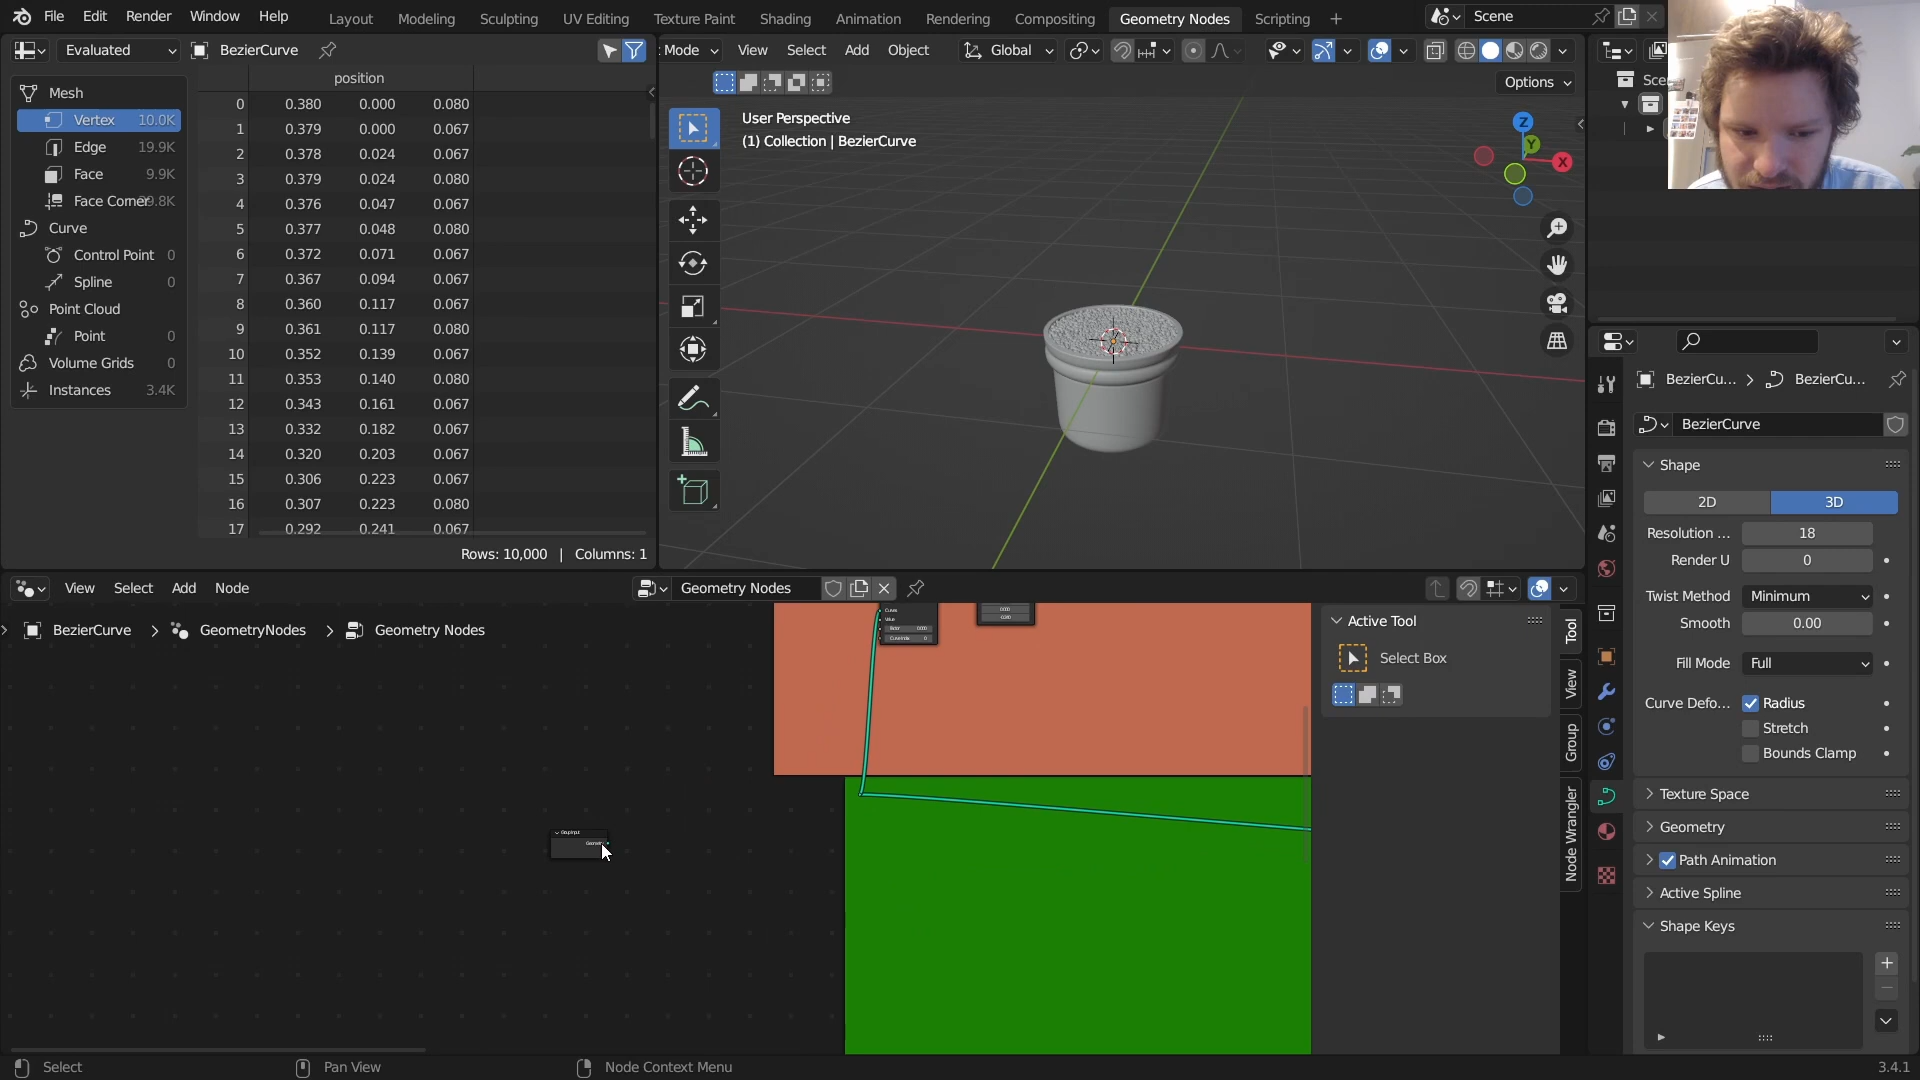 File Edit Render Window Help
Layout Modeling Sculpting UV Editing Texture Paint Shading Animation Rendering Compositing Geometry Nodes Scripting +
Scene
Evaluated
BezierCurve
Mode View Select Add Object
Global
Options
position
Mesh
Vertex 10.0K
Edge 19.9K
Face 9.9K
Face Corner
Curve
Control Point 0
Spline 0
Point Cloud
Point 0
Volume Grids 0
Instances 3.4K
0 0.380 0.000 0.080
1 0.379 0.000 0.067
2 0.378 0.024 0.067
3 0.379 0.024 0.080
4 0.376 0.047 0.067
5 0.377 0.048 0.080
6 0.372 0.071 0.067
7 0.367 0.094 0.067
8 0.360 0.117 0.067
9 0.361 0.117 0.080
10 0.352 0.139 0.067
11 0.353 0.140 0.080
12 0.343 0.161 0.067
13 0.332 0.182 0.067
14 0.320 0.203 0.067
15 0.306 0.223 0.067
16 0.307 0.223 0.080
17 0.292 0.241 0.067
Rows: 10,000 | Columns: 1
User Perspective
(1) Collection | BezierCurve
Z
Y
X
Sce
BezierCu... > BezierCu...
BezierCurve
Shape
2D 3D
Resolution ... 18
Render U 0
Twist Method Minimum
Smooth 0.00
Fill Mode Full
Curve Defo... Radius
Stretch
Bounds Clamp
Texture Space
Geometry
Path Animation
Active Spline
Shape Keys
View Select Add Node
Geometry Nodes
BezierCurve > GeometryNodes > Geometry Nodes
Group Input
Geometry
Active Tool
Select Box
Tool
View
Group
Node Wrangler
Select
Pan View
Node Context Menu
3.4.1